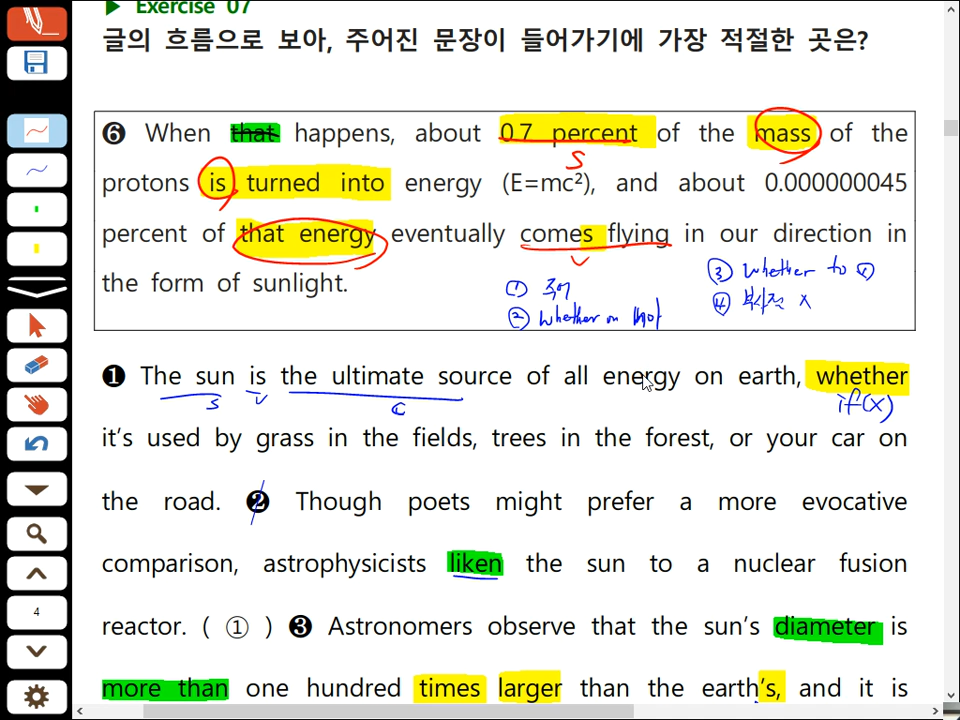 ▶ Exercise 07
글의 흐름으로 보아, 주어진 문장이 들어가기에 가장 적절한 곳은?
❻ When that happens, about 0.7 percent of the mass of the
S
protons is turned into energy (E=mc²), and about 0.000000045
percent of that energy eventually comes flying in our direction in
v
the form of sunlight.
① 주어
③ whether to ⓥ
② whether or not
④ x
❶ The sun is the ultimate source of all energy on earth, whether
S v c if(x)
it's used by grass in the fields, trees in the forest, or your car on
the road. ❷ Though poets might prefer a more evocative
comparison, astrophysicists liken the sun to a nuclear fusion
reactor. ( ① ) ❸ Astronomers observe that the sun's diameter is
more than one hundred times larger than the earth's, and it is
4